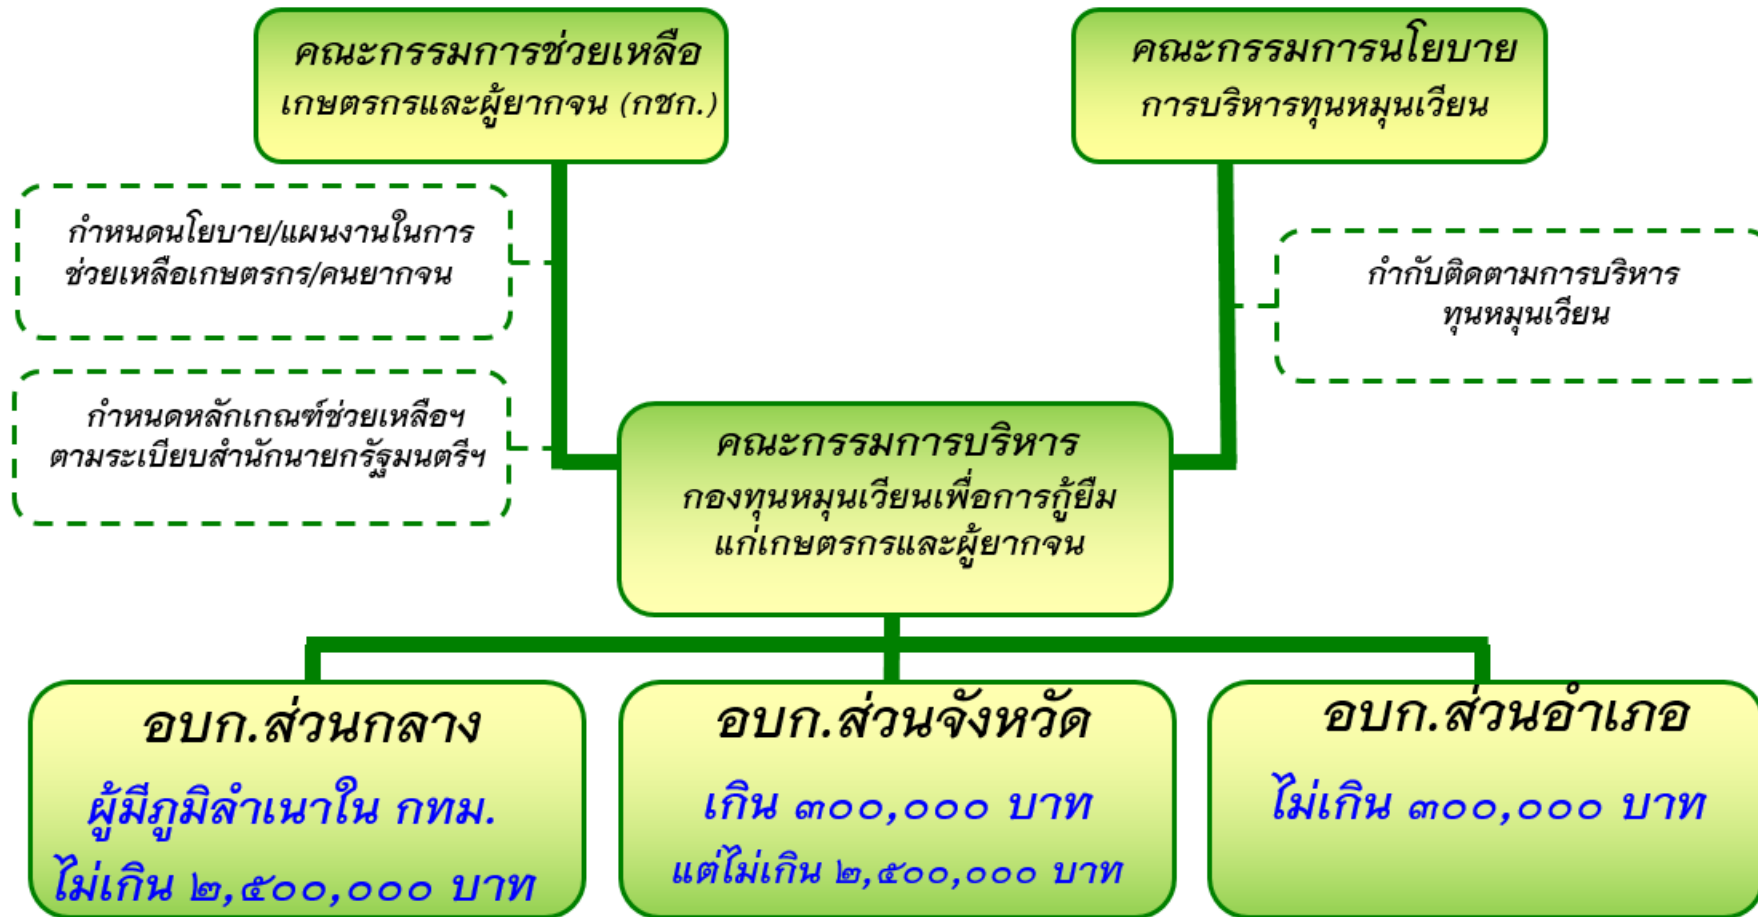 คณะกรรมการช่วยเหลือ
เกษตรกรและผู้ยากจน (กชก.)
คณะกรรมการนโยบาย
การบริหารทุนหมุนเวียน
กำหนดนโยบาย/แผนงานในการ
ช่วยเหลือเกษตรกร/คนยากจน
กำกับติดตามการบริหาร
ทุนหมุนเวียน
กำหนดหลักเกณฑ์ช่วยเหลือฯ
ตามระเบียบสำนักนายกรัฐมนตรีฯ
คณะกรรมการบริหาร
กองทุนหมุนเวียนเพื่อการกู้ยืม
แก่เกษตรกรและผู้ยากจน
อบก.ส่วนกลาง
ผู้มีภูมิลำเนาใน กทม.
ไม่เกิน ๒,๕๐๐,๐๐๐ บาท
อบก.ส่วนจังหวัด
เกิน ๓๐๐,๐๐๐ บาท
แต่ไม่เกิน ๒,๕๐๐,๐๐๐ บาท
อบก.ส่วนอำเภอ
ไม่เกิน ๓๐๐,๐๐๐ บาท